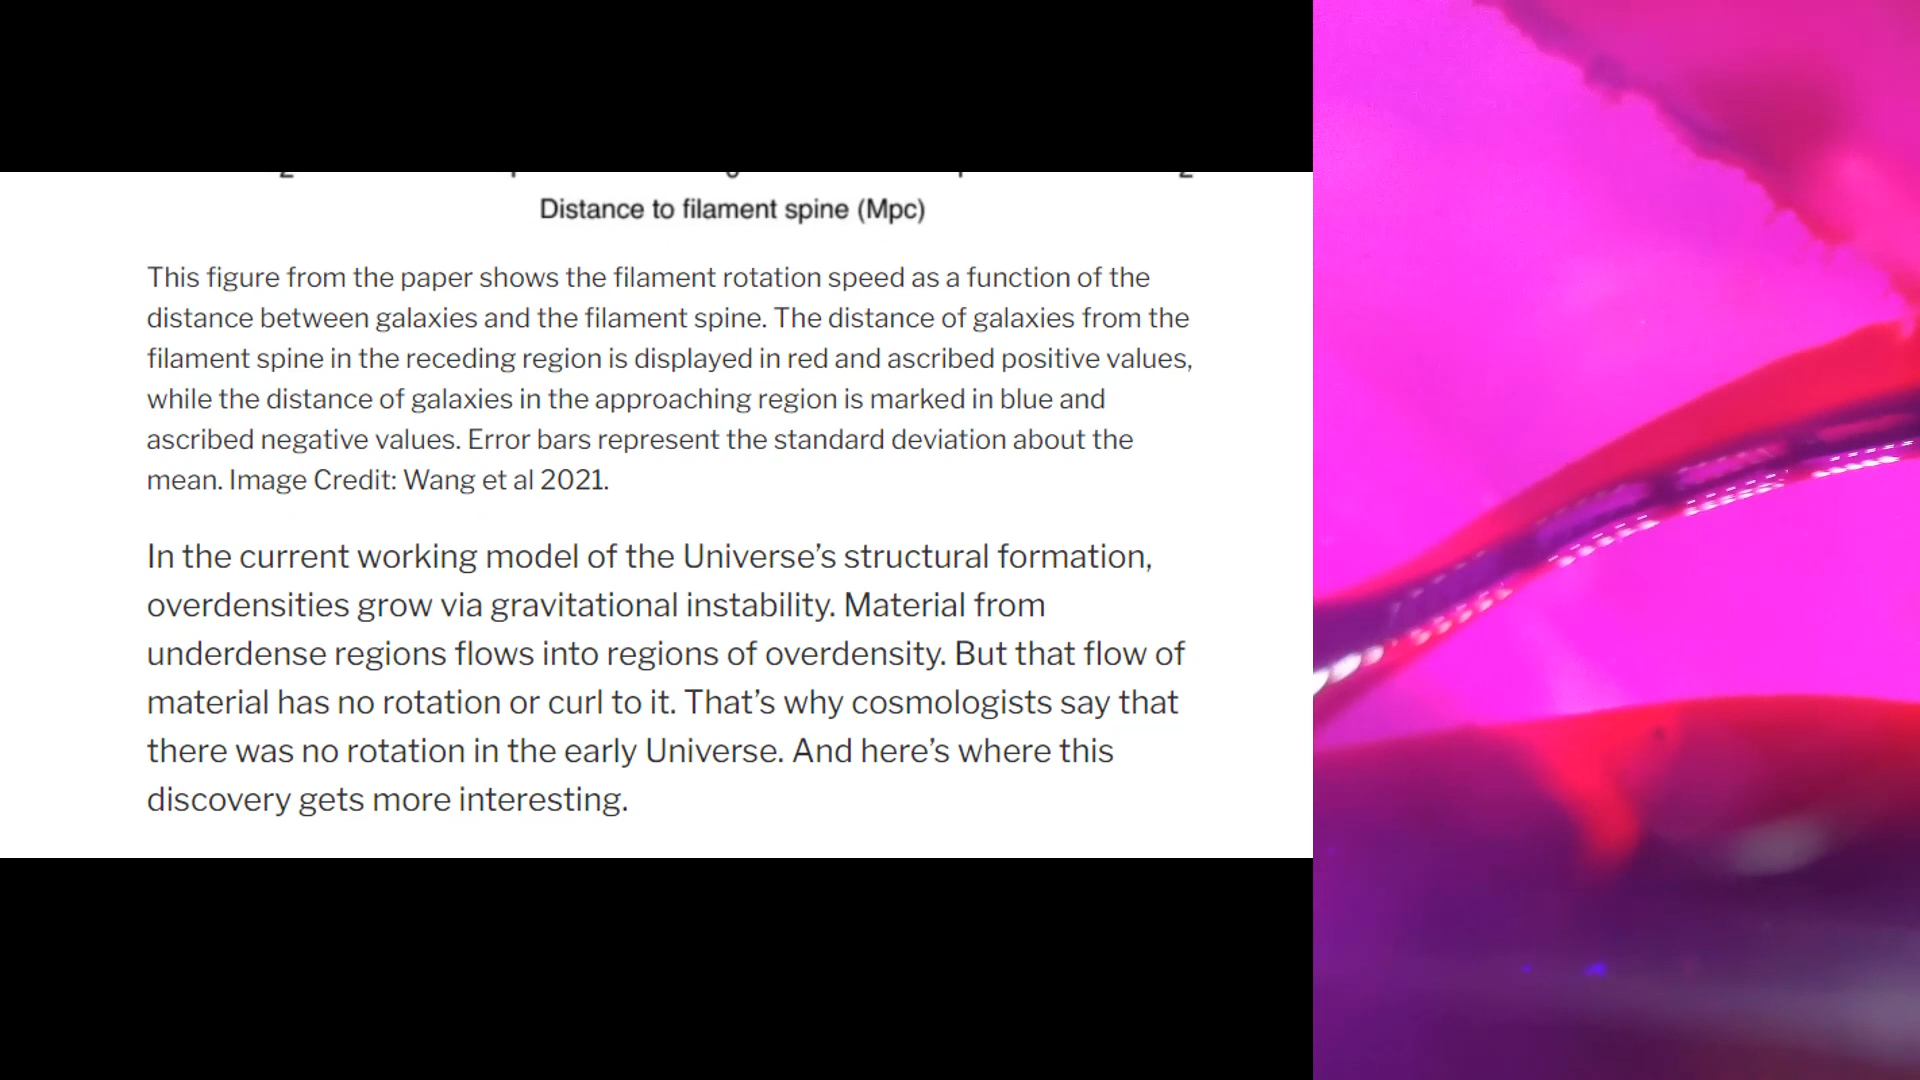 Distance to filament spine (Mpc)
This figure from the paper shows the filament rotation speed as a function of the
distance between galaxies and the filament spine. The distance of galaxies from the
filament spine in the receding region is displayed in red and ascribed positive values,
while the distance of galaxies in the approaching region is marked in blue and
ascribed negative values. Error bars represent the standard deviation about the
mean. Image Credit: Wang et al 2021.
In the current working model of the Universe’s structural formation,
overdensities grow via gravitational instability. Material from
underdense regions flows into regions of overdensity. But that flow of
material has no rotation or curl to it. That’s why cosmologists say that
there was no rotation in the early Universe. And here’s where this
discovery gets more interesting.